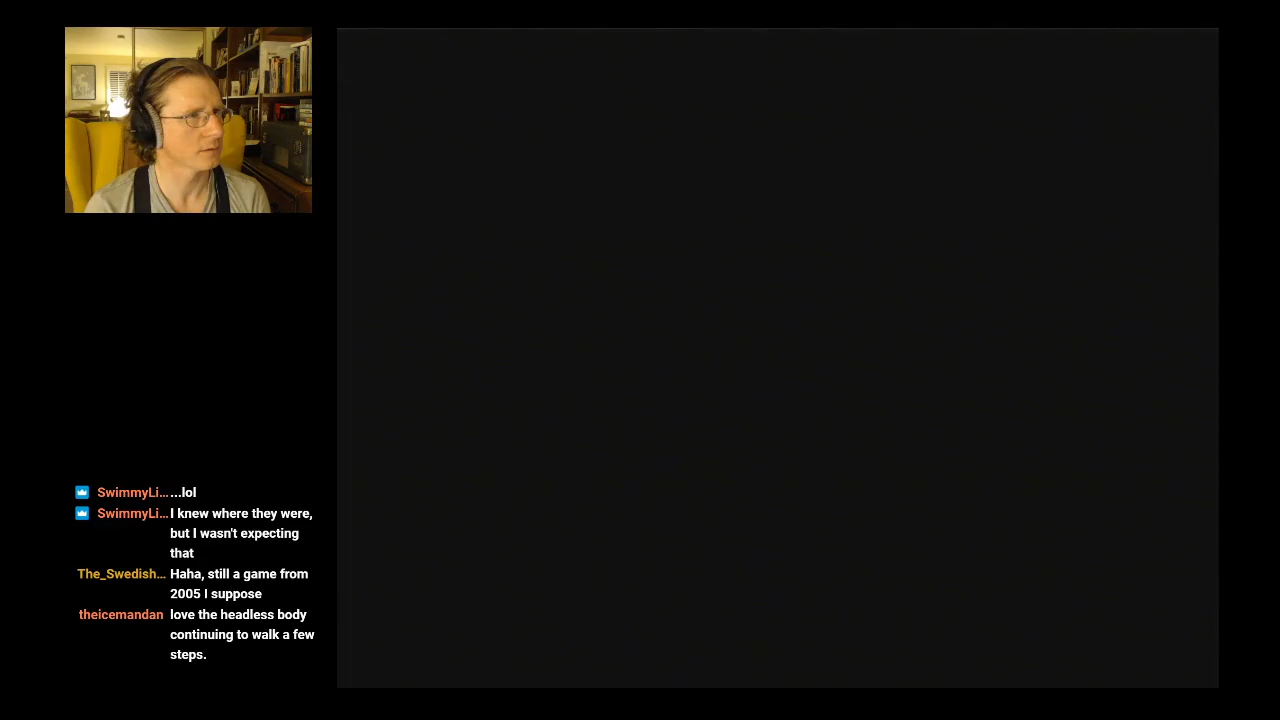 SwimmyLi... ...lol
SwimmyLi... I knew where they were,
but I wasn't expecting
that
The_Swedish... Haha, still a game from
2005 I suppose
theicemandan love the headless body
continuing to walk a few
steps.